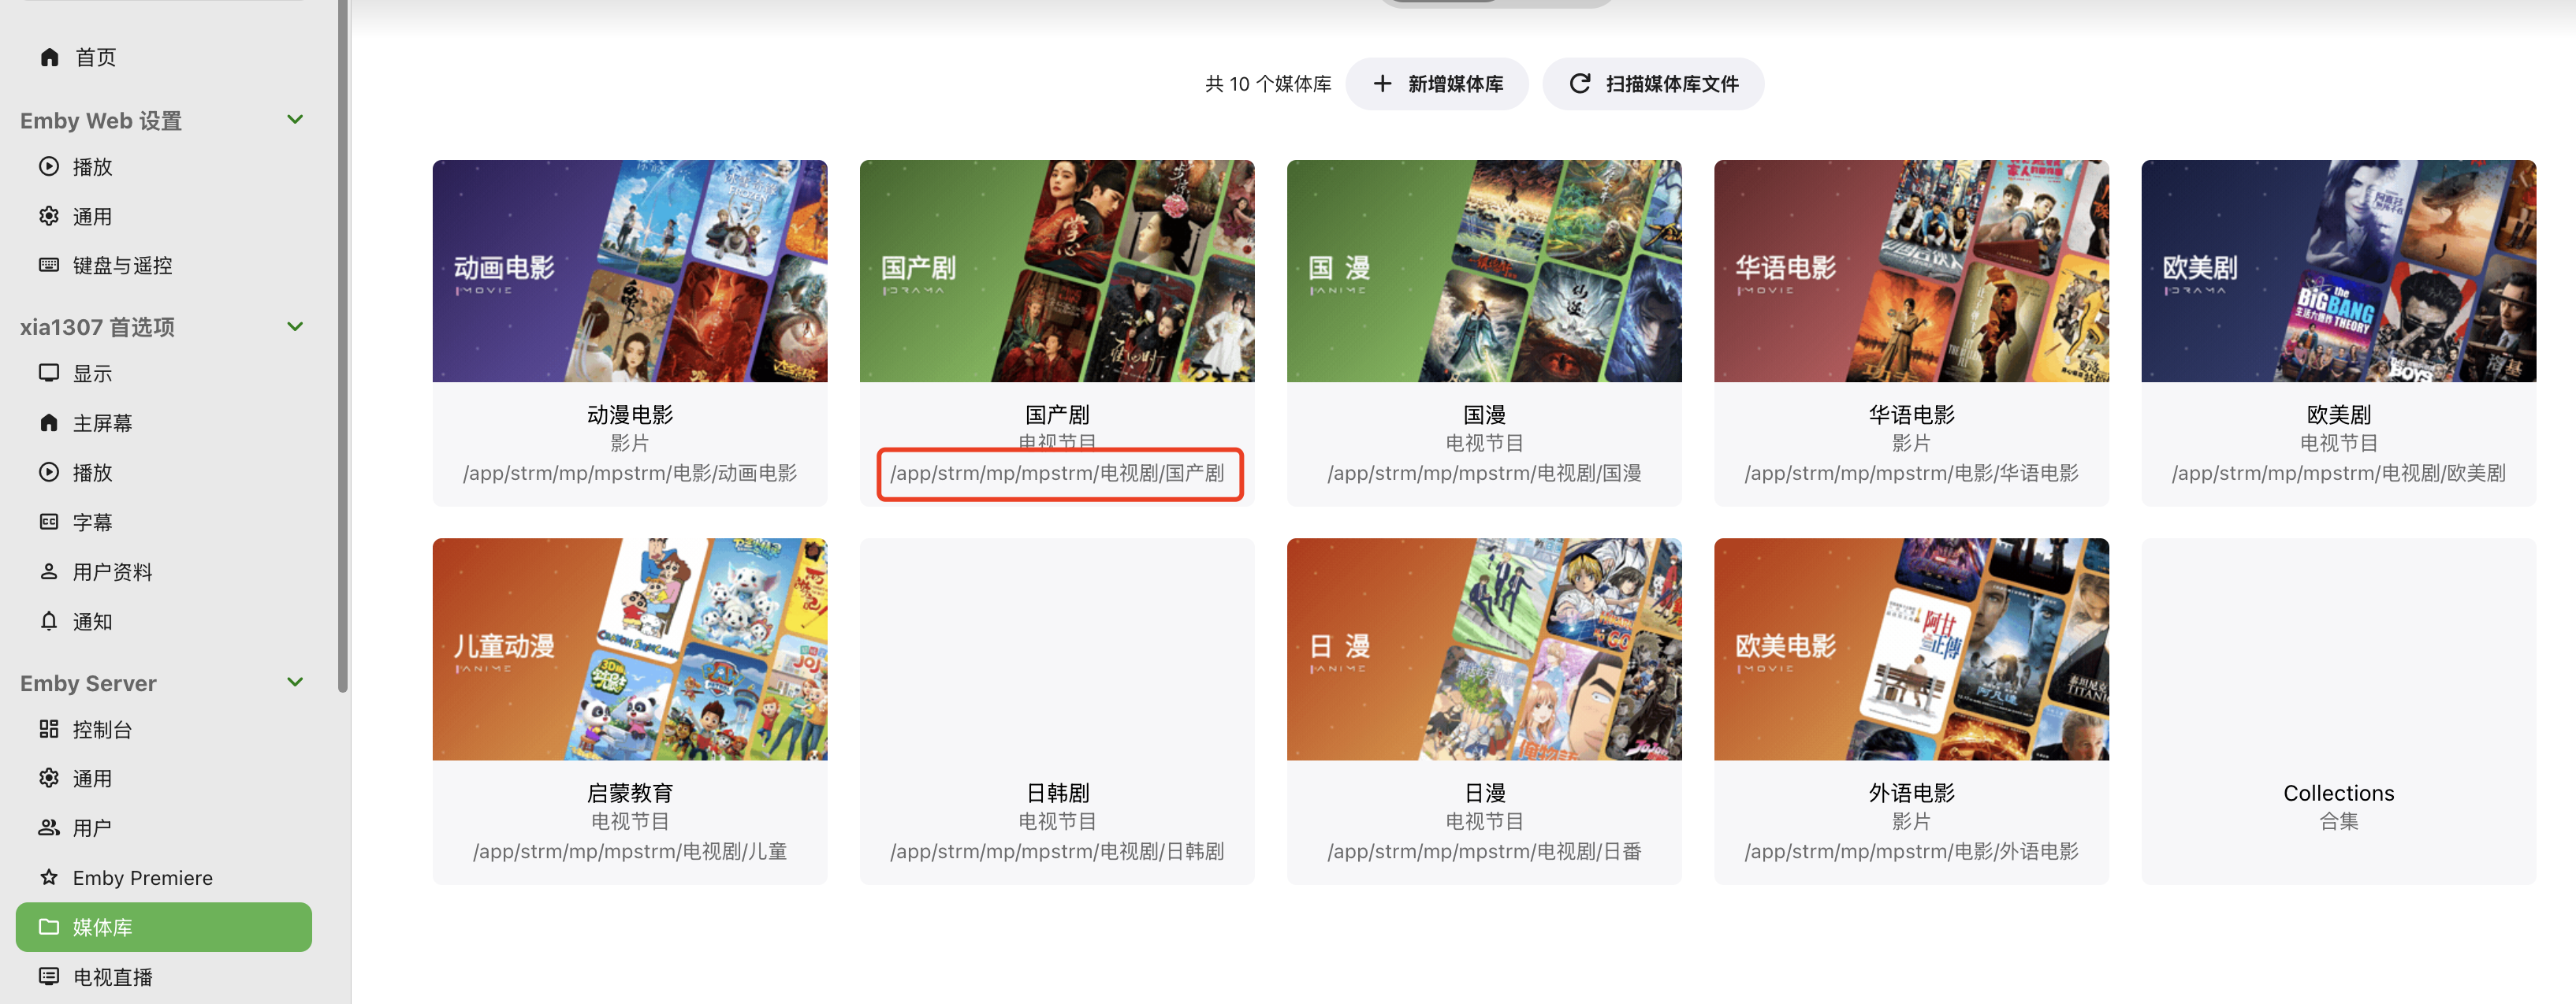 首页
Emby Web 设置
播放
通用
键盘与遥控
xia1307 首选项
显示
主屏幕
播放
字幕
用户资料
通知
Emby Server
控制台
通用
用户
Emby Premiere
媒体库
电视直播
共 10 个媒体库
新增媒体库
扫描媒体库文件
动画电影
MOVIE
动漫电影
影片
/app/strm/mp/mpstrm/电影/动画电影
国产剧
DRAMA
国产剧
电视节目
/app/strm/mp/mpstrm/电视剧/国产剧
国 漫
ANIME
国漫
电视节目
/app/strm/mp/mpstrm/电视剧/国漫
华语电影
MOVIE
华语电影
影片
/app/strm/mp/mpstrm/电影/华语电影
欧美剧
DRAMA
the
BIG BANG
THEORY
BOYS
欧美剧
电视节目
/app/strm/mp/mpstrm/电视剧/欧美剧
儿童动漫
ANIME
启蒙教育
电视节目
/app/strm/mp/mpstrm/电视剧/儿童
日韩剧
电视节目
/app/strm/mp/mpstrm/电视剧/日韩剧
日 漫
ANIME
日漫
电视节目
/app/strm/mp/mpstrm/电视剧/日番
欧美电影
MOVIE
阿甘
正傳
外语电影
影片
/app/strm/mp/mpstrm/电影/外语电影
Collections
合集